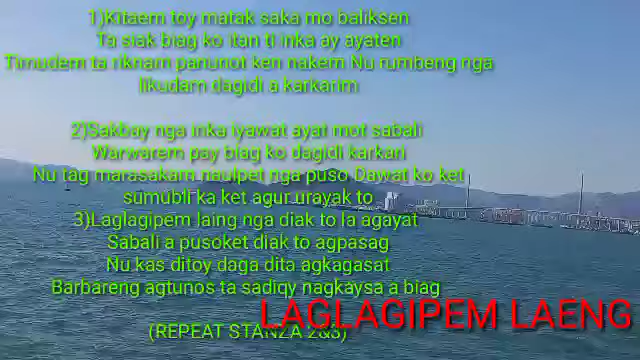 1)Kitaem toy matak saka mo baliksen
Ta siak biag ko itan ti inka ay ayaten
Timudem ta riknam panunot ken nakem Nu rumbeng nga
likudam dagidi a karkarim
2)Sakbay nga inka iyawat ayat mot sabali
Warwarem pay biag ko dagidi karkari
Nu tag marasakam naulpet nga puso Dawat ko ket
sumubli ka ket agur urayak to
3)Laglagipem laing nga diak to la agayat
Sabali a pusoket diak to agpasag
Nu kas ditoy daga dita agkagasat
Barbareng agtunos ta sadiqy nagkaysa a biag
LAGLAGIPEM LAENG
(REPEAT STANZA 2&3)